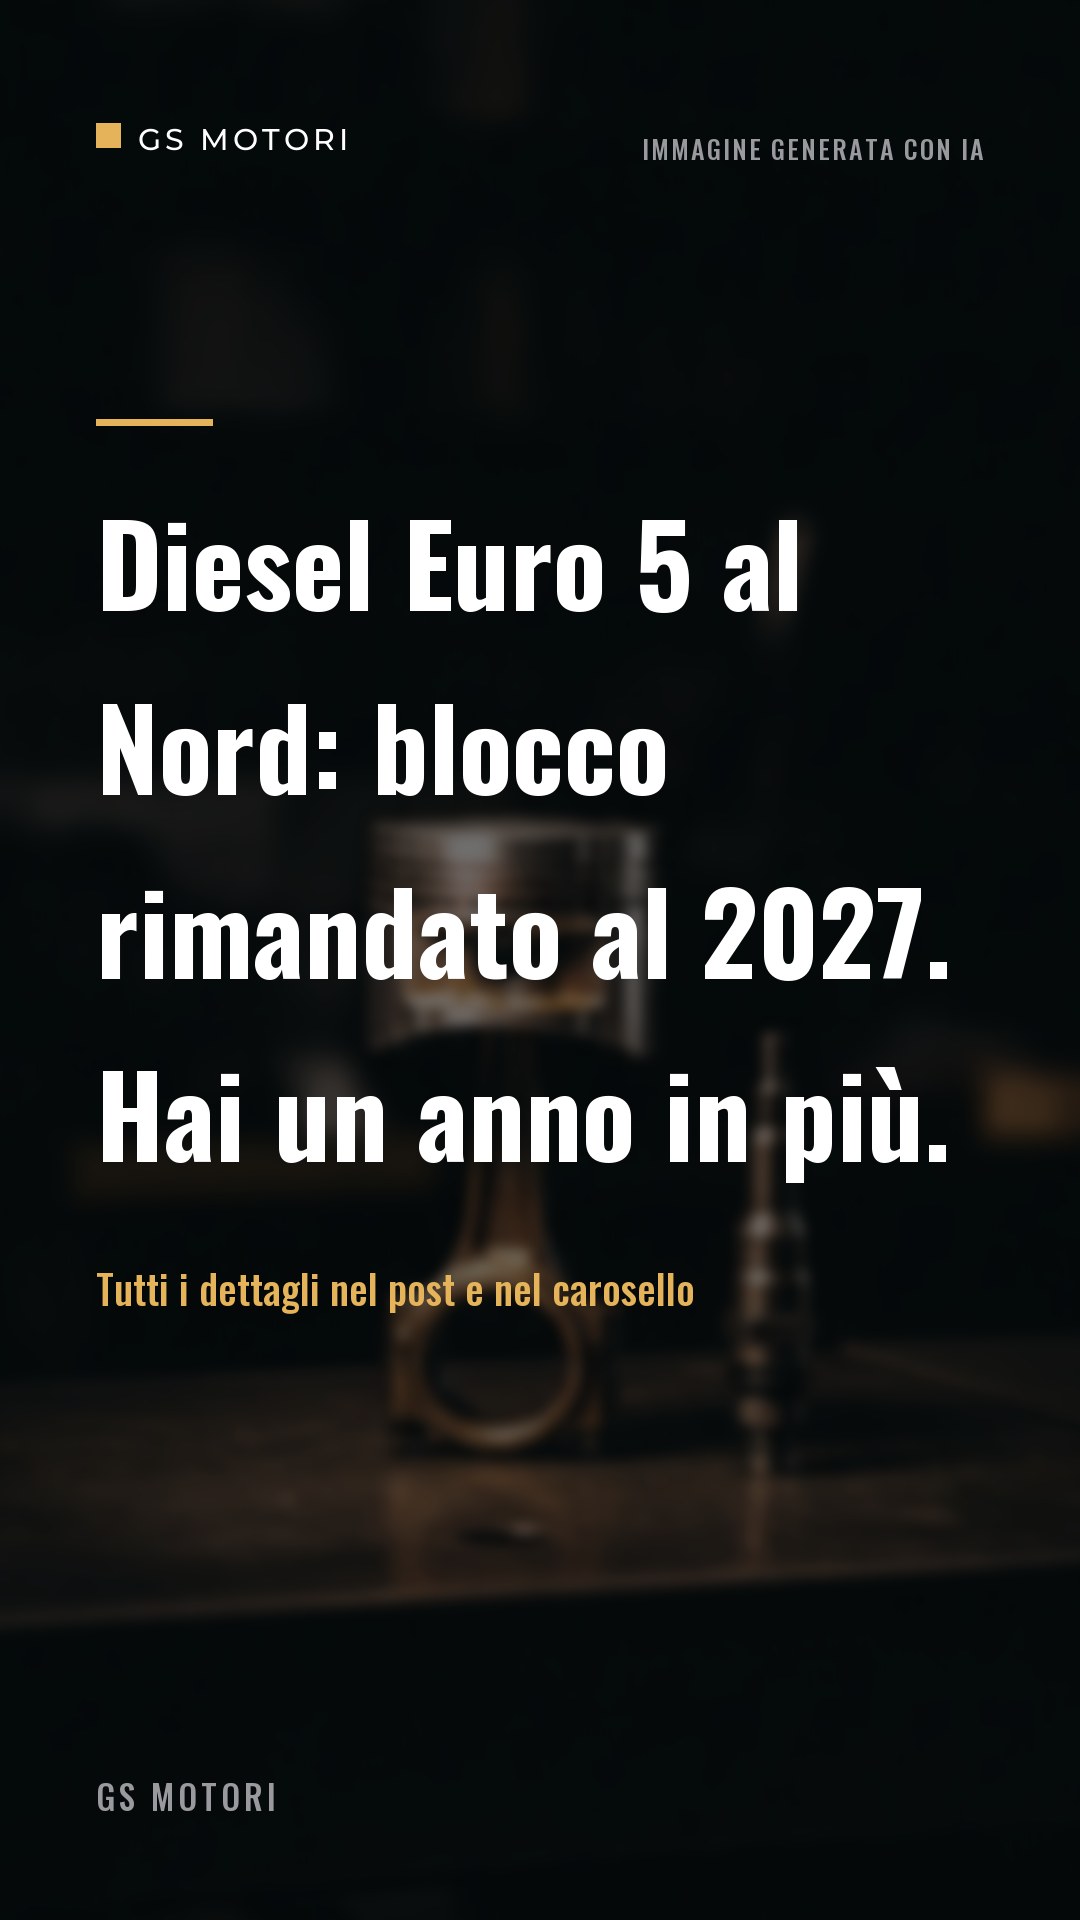 GS MOTORI
IMMAGINE GENERATA CON IA
Diesel Euro 5 al
Nord: blocco
rimandato al 2027.
Hai un anno in più.
Tutti i dettagli nel post e nel carosello
GS MOTORI